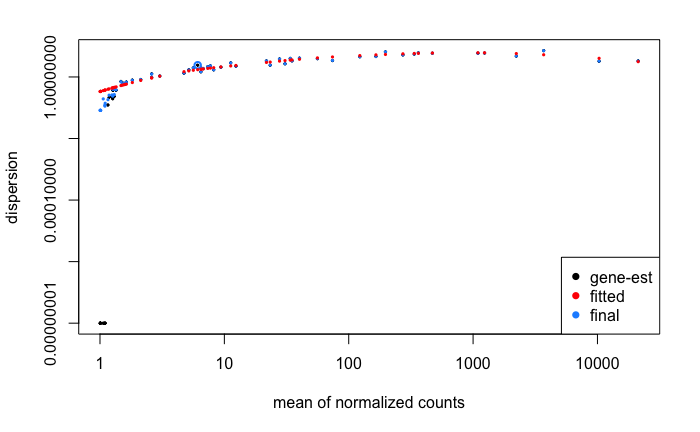 1.00000000
0.00010000
0.00000001
dispersion
gene-est
fitted
final
1 10 100 1000 10000
mean of normalized counts